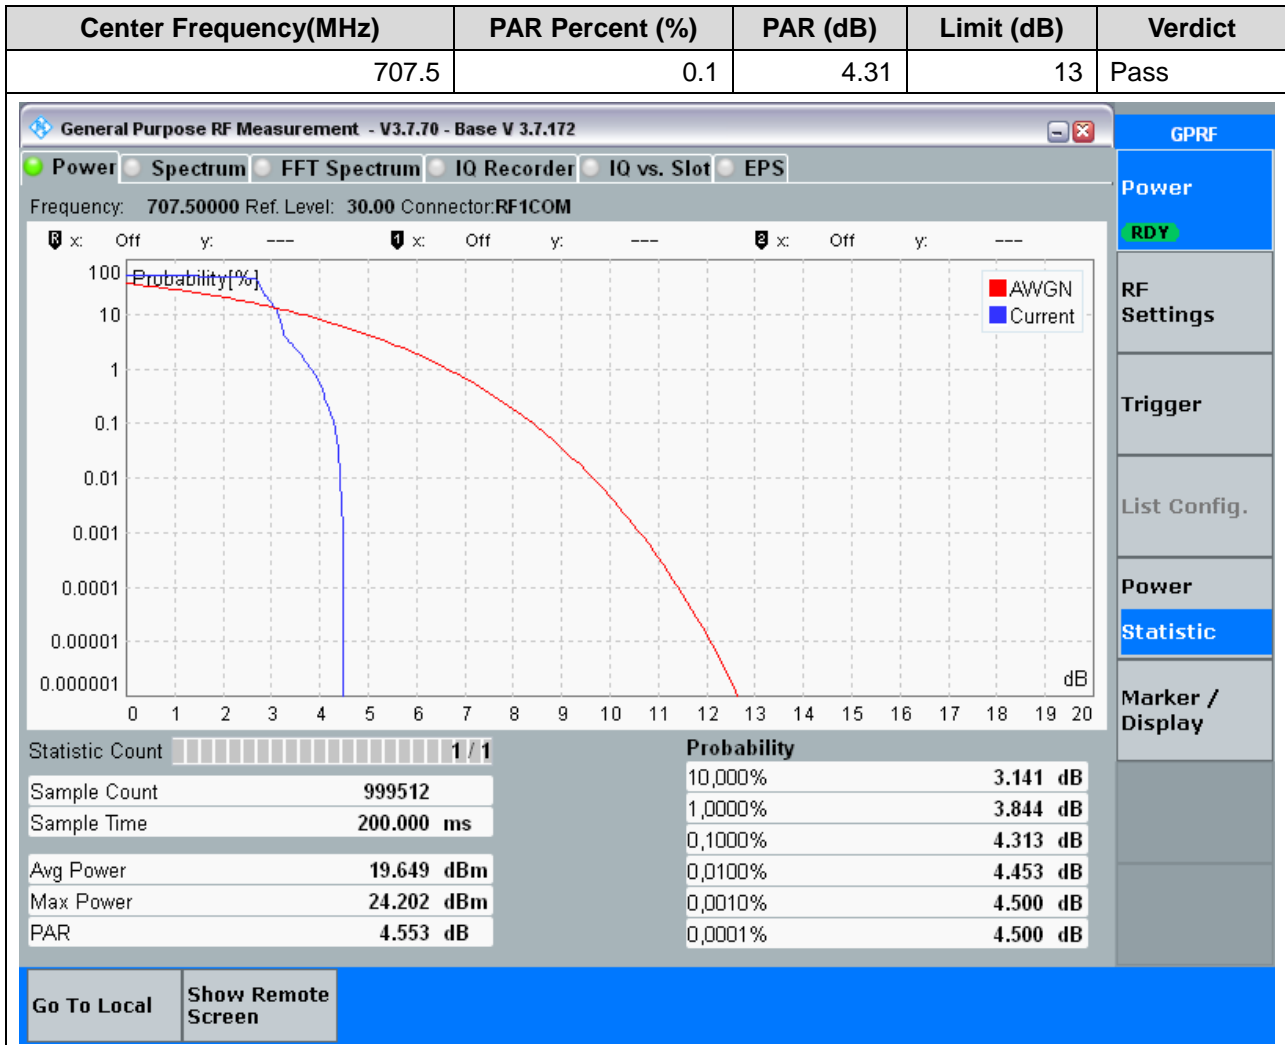 Center Frequency(MHz) PAR Percent (%) PAR (dB) Limit (dB) Verdict
707.5 0.1 4.31 13 Pass
General Purpose RF Measurement - V3.7.70 - Base V 3.7.172
GPRF
Power Spectrum FFT Spectrum IQ Recorder IQ vs. Slot EPS
Power
RDY
Frequency: 707.50000 Ref. Level: 30.00 Connector:RF1COM
R x: Off y: --- 1 x: Off y: --- 2 x: Off y: ---
Probability[%]
100
10
1
0.1
0.01
0.001
0.0001
0.00001
0.000001
AWGN
Current
dB
0 1 2 3 4 5 6 7 8 9 10 11 12 13 14 15 16 17 18 19 20
RF
Settings
Trigger
List Config.
Power
Statistic
Marker /
Display
Statistic Count 1 / 1
Sample Count 999512
Sample Time 200.000 ms
Avg Power 19.649 dBm
Max Power 24.202 dBm
PAR 4.553 dB
Probability
10,000% 3.141 dB
1,0000% 3.844 dB
0,1000% 4.313 dB
0,0100% 4.453 dB
0,0010% 4.500 dB
0,0001% 4.500 dB
Go To Local
Show Remote
Screen